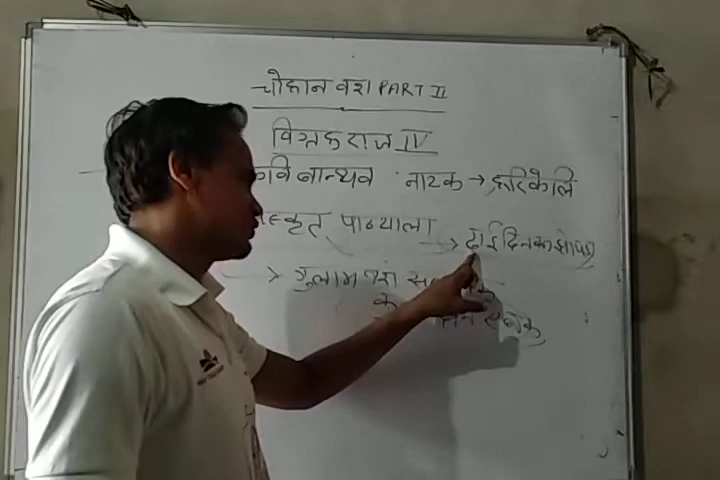 चौहान वंश PART II
विग्रहराज IV
कवि बान्धव नाटक → हरिकेलि
संस्कृत पाठशाला
→ ढाई दिन का झोपड़ा
→ गुलाम वंश